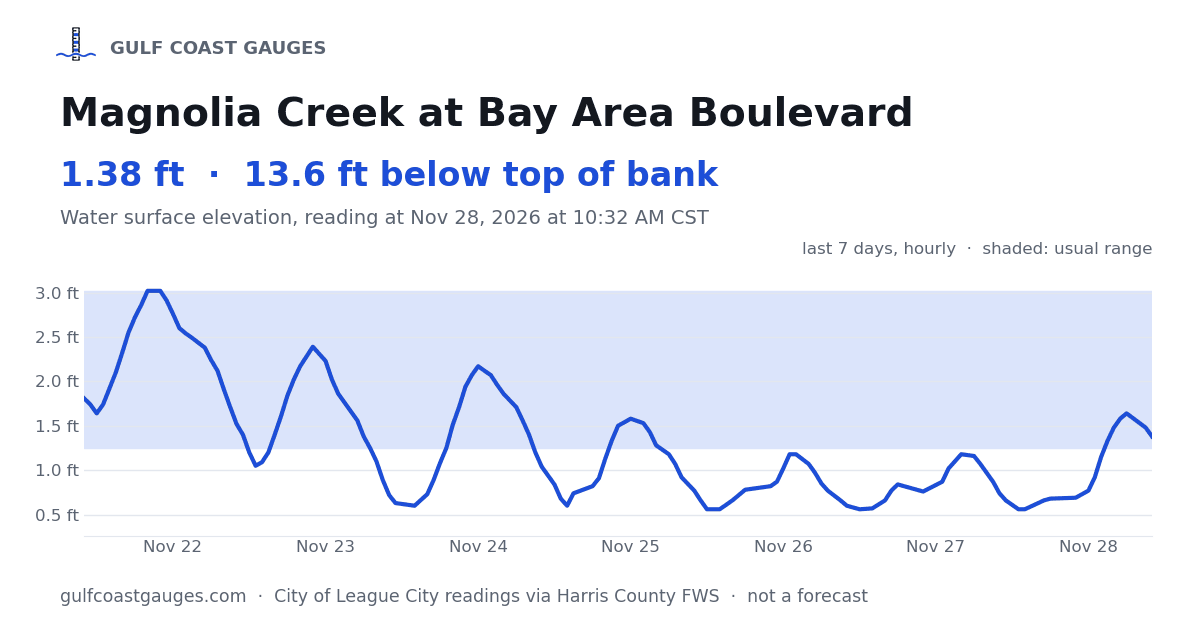 GULF COAST GAUGES
Magnolia Creek at Bay Area Boulevard
1.38 ft · 13.6 ft below top of bank
Water surface elevation, reading at Nov 28, 2026 at 10:32 AM CST
last 7 days, hourly · shaded: usual range
3.0 ft
2.5 ft
2.0 ft
1.5 ft
1.0 ft
0.5 ft
Nov 22 Nov 23 Nov 24 Nov 25 Nov 26 Nov 27 Nov 28
gulfcoastgauges.com · City of League City readings via Harris County FWS · not a forecast